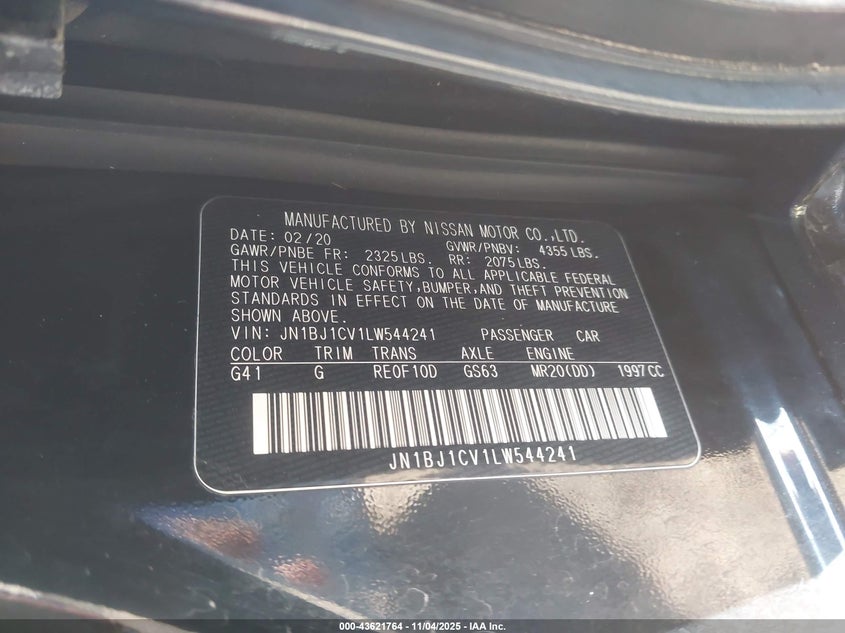 MANUFACTURED BY NISSAN MOTOR CO.,LTD.
DATE: 02/20 GVWR/PNBV: 4355LBS.
GAWR/PNBE FR: 2325LBS. RR: 2075LBS.
THIS VEHICLE CONFORMS TO ALL APPLICABLE FEDERAL
MOTOR VEHICLE SAFETY,BUMPER,AND THEFT PREVENTION
STANDARDS IN EFFECT ON THE DATE OF MANUFACTURE
SHOWN ABOVE.
VIN: JN1BJ1CV1LW544241 PASSENGER CAR
COLOR TRIM TRANS AXLE ENGINE
G41 G RE0F10D GS63 MR20(DD) 1997CC
JN1BJ1CV1LW544241
000-43621764 - 11/04/2025 - IAA Inc.